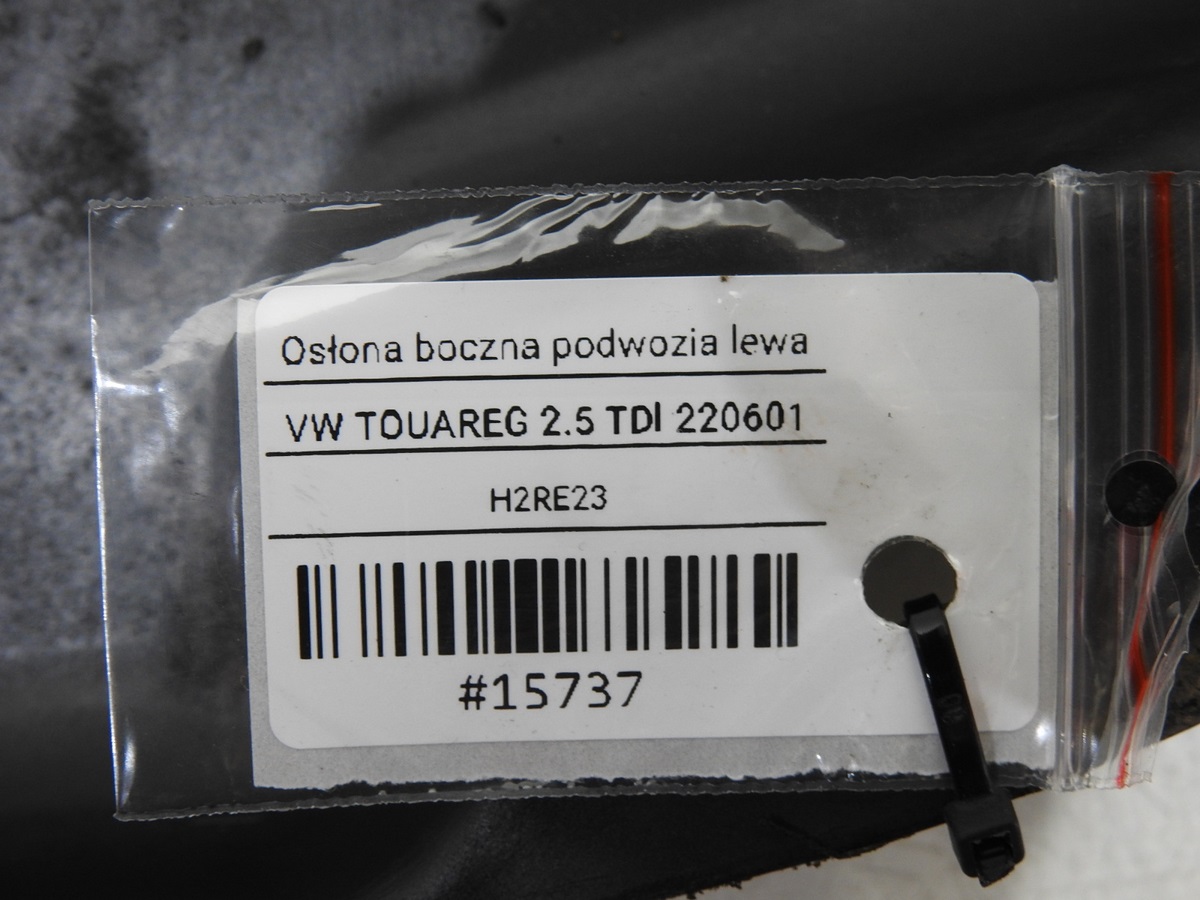 Osłona boczna podwozia lewa
VW TOUAREG 2.5 TDI 220601
H2RE23
#15737